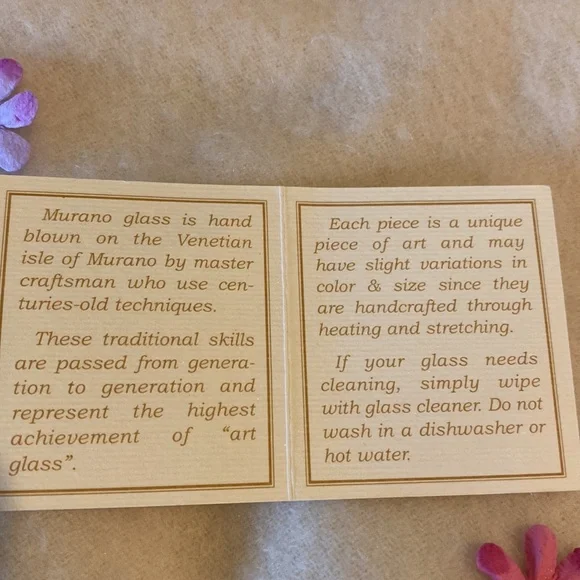 Murano glass is hand
blown on the Venetian
isle of Murano by master
craftsman who use cen-
turies-old techniques.
These traditional skills
are passed from genera-
tion to generation and
represent the highest
achievement of "art
glass".
Each piece is a unique
piece of art and may
have slight variations in
color & size since they
are handcrafted through
heating and stretching.
If your glass needs
cleaning, simply wipe
with glass cleaner. Do not
wash in a dishwasher or
hot water.